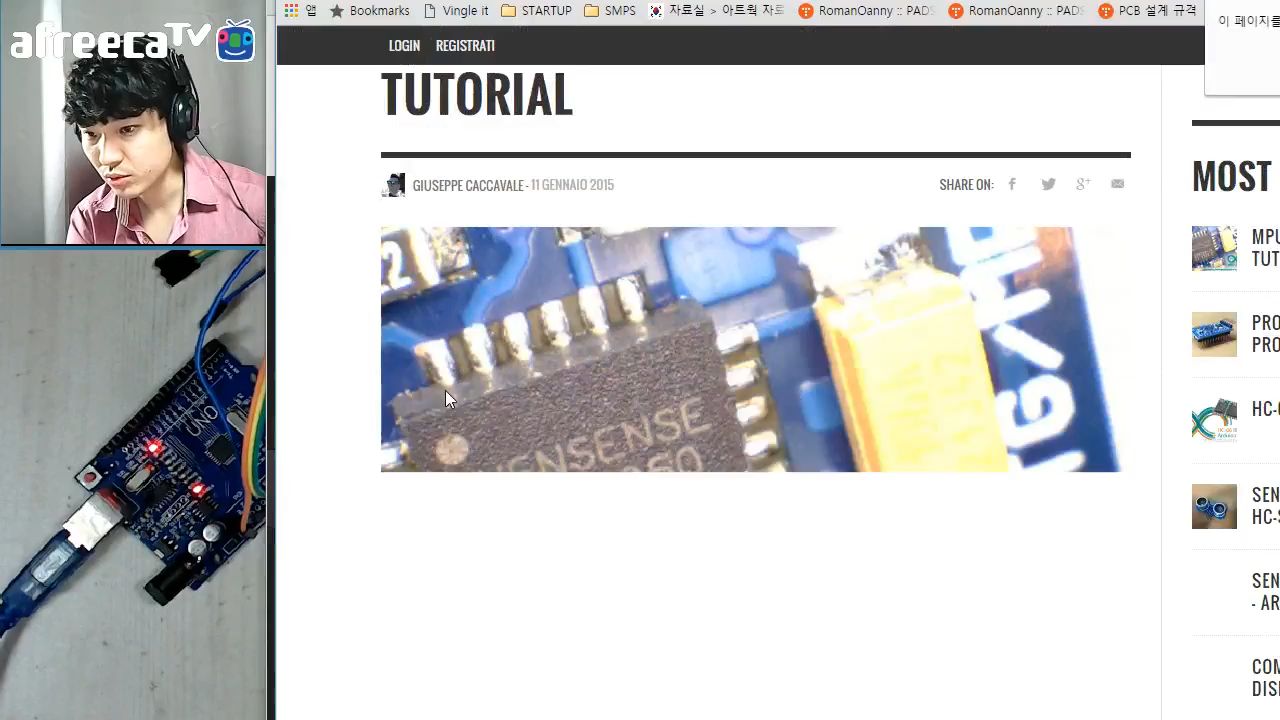 afreecaTV
앱 Bookmarks Vingle it STARTUP SMPS 자료실 > 아트웍 자료 RomanOanny :: PADS RomanOanny :: PADS PCB 설계 규격
이 페이지를
LOGIN REGISTRATI
TUTORIAL
GIUSEPPE CACCAVALE - 11 GENNAIO 2015
SHARE ON:
MOST
MPU
TUT
PRO
PRO
HC-
SEN
HC-S
SEN
- AR
COM
DISI
UNO